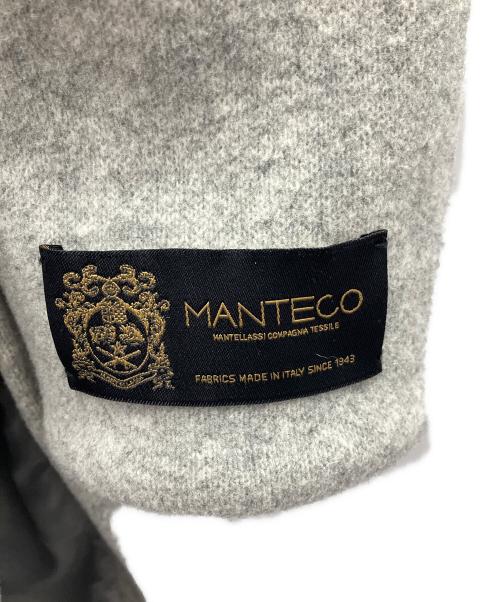 MANTECO
MANTELLASSI COMPAGNIA TESSILE
FABRICS MADE IN ITALY SINCE 1943